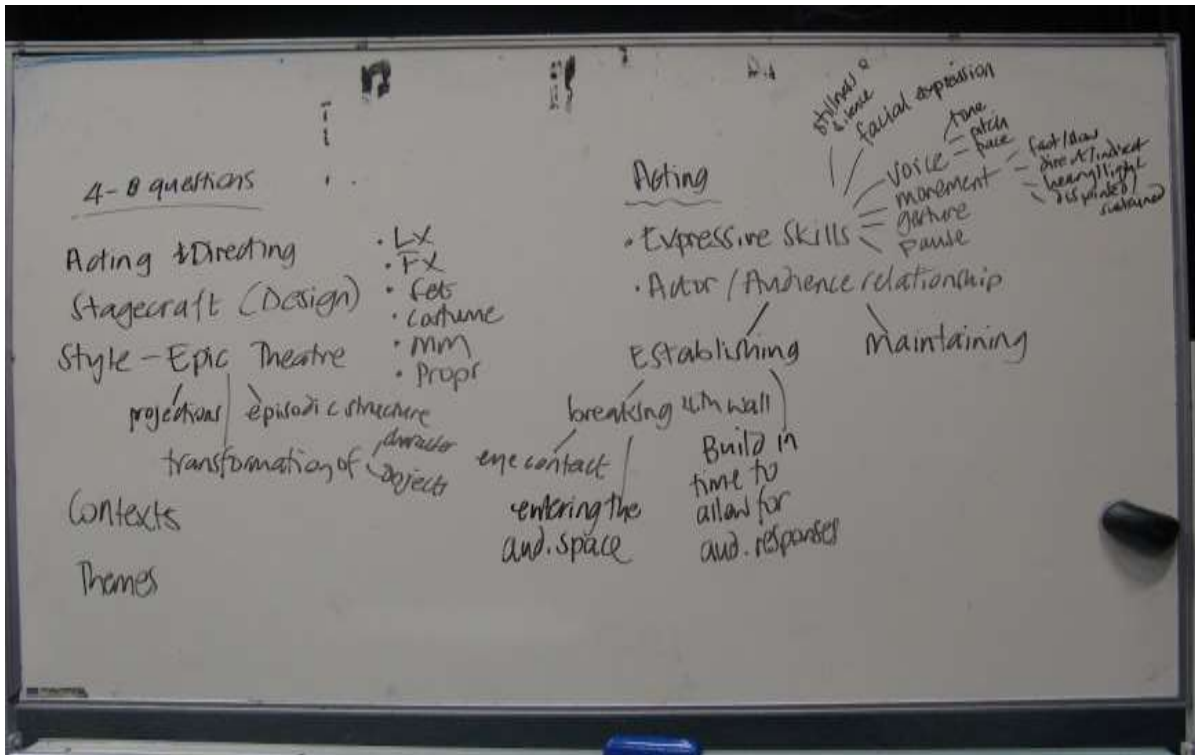 4-8 questions
Acting & Directing
Stagecraft (Design)
• LX
• FX
• Sets
• Costume
• MM
• Props
Style - Epic Theatre
projections
episodic structure
transformation of
character
objects
Contexts
Themes
Acting
• Expressive Skills
stillness &
silence
facial expression
voice
tone
pitch
pace
movement
fast/slow
direct/indirect
heavy/light
sustained
gesture
pause
• Actor / Audience relationship
Establishing
Maintaining
breaking 4th wall
eye contact
entering the
aud. space
Build in
time to
allow for
aud. responses